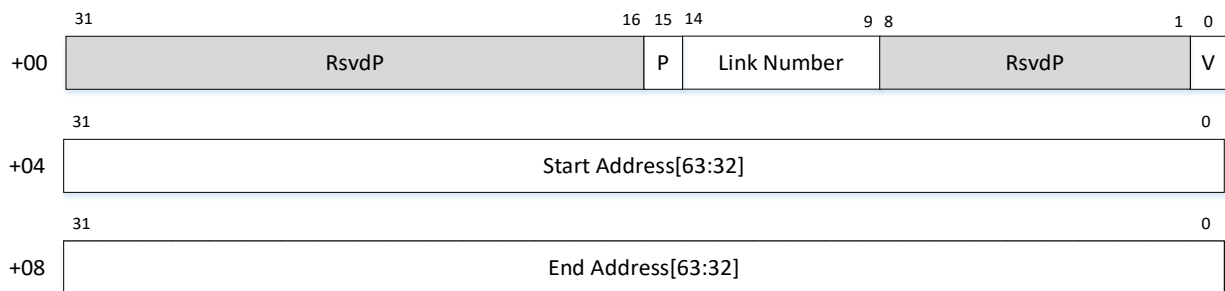 31 16 15 14 9 8 1 0
+00 RsvdP P Link Number RsvdP V
31 0
+04 Start Address[63:32]
31 0
+08 End Address[63:32]